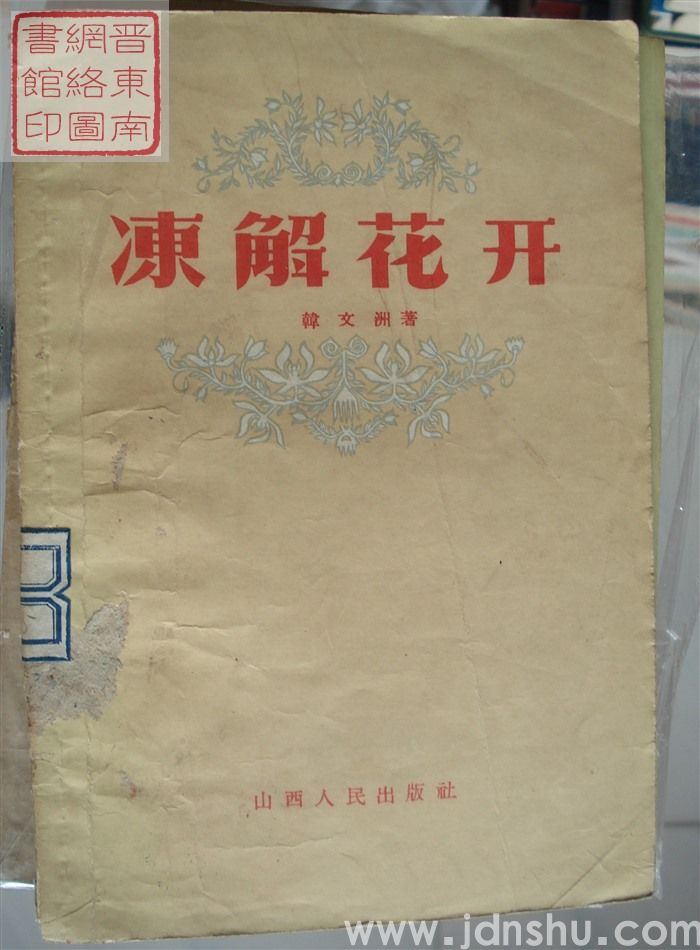 晋東南
網絡圖
書館印
凍解花开
韓文洲著
山西人民出版社
www.jdnshu.com